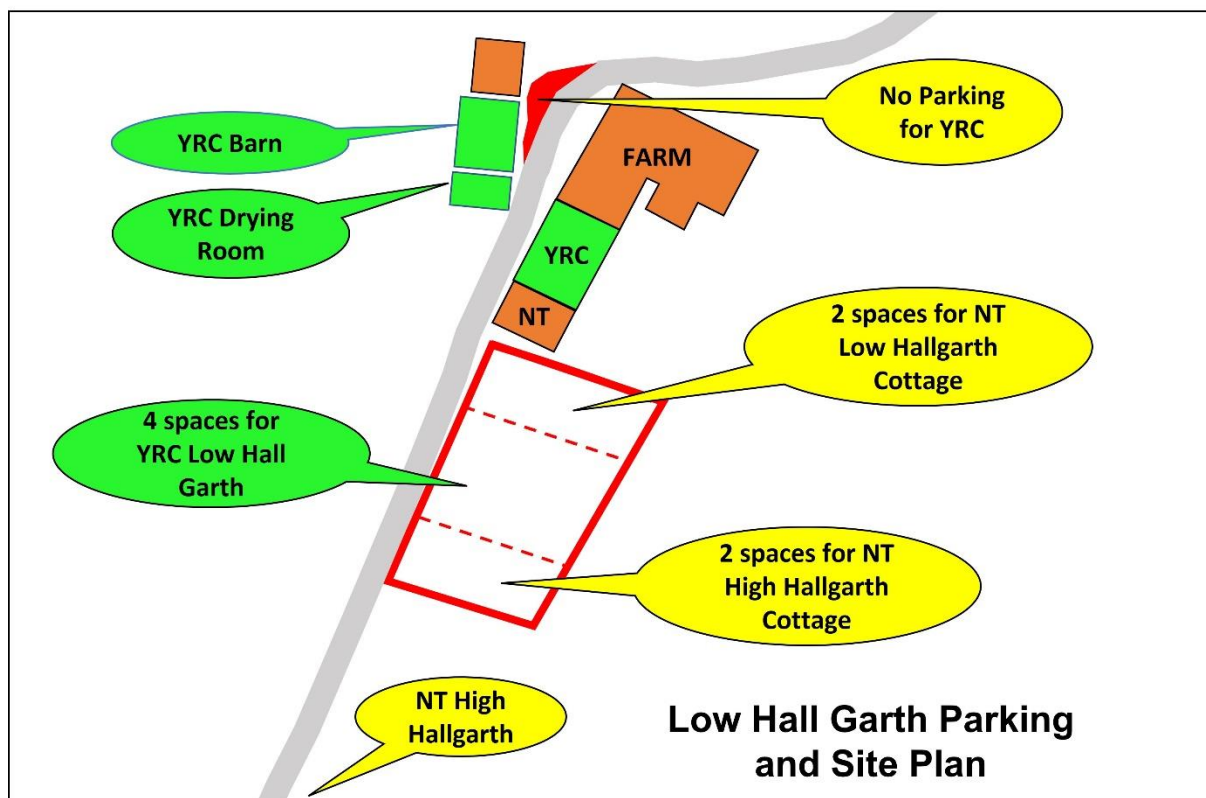 No Parking
for YRC
YRC Barn
FARM
YRC Drying
Room
YRC
NT
2 spaces for NT
Low Hallgarth
Cottage
4 spaces for
YRC Low Hall
Garth
2 spaces for NT
High Hallgarth
Cottage
NT High
Hallgarth
Low Hall Garth Parking
and Site Plan